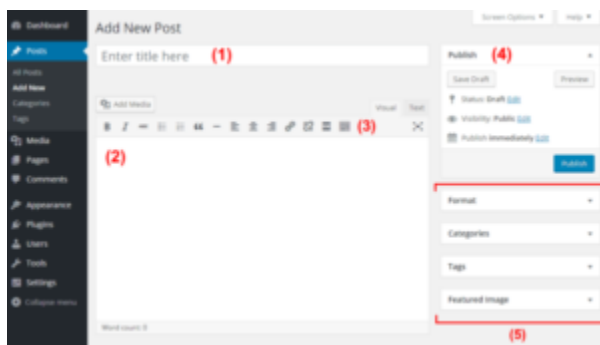 Screen Options ▼ Help ▼
Dashboard
Posts
All Posts
Add New
Categories
Tags
Media
Pages
Comments
Appearance
Plugins
Users
Tools
Settings
Collapse menu
Add New Post
Enter title here (1)
Add Media
Visual Text
B I (3)
(2)
Word count: 0
Publish (4)
Save Draft Preview
Status: Draft Edit
Visibility: Public Edit
Publish immediately Edit
Publish
Format
Categories
Tags
Featured Image
(5)